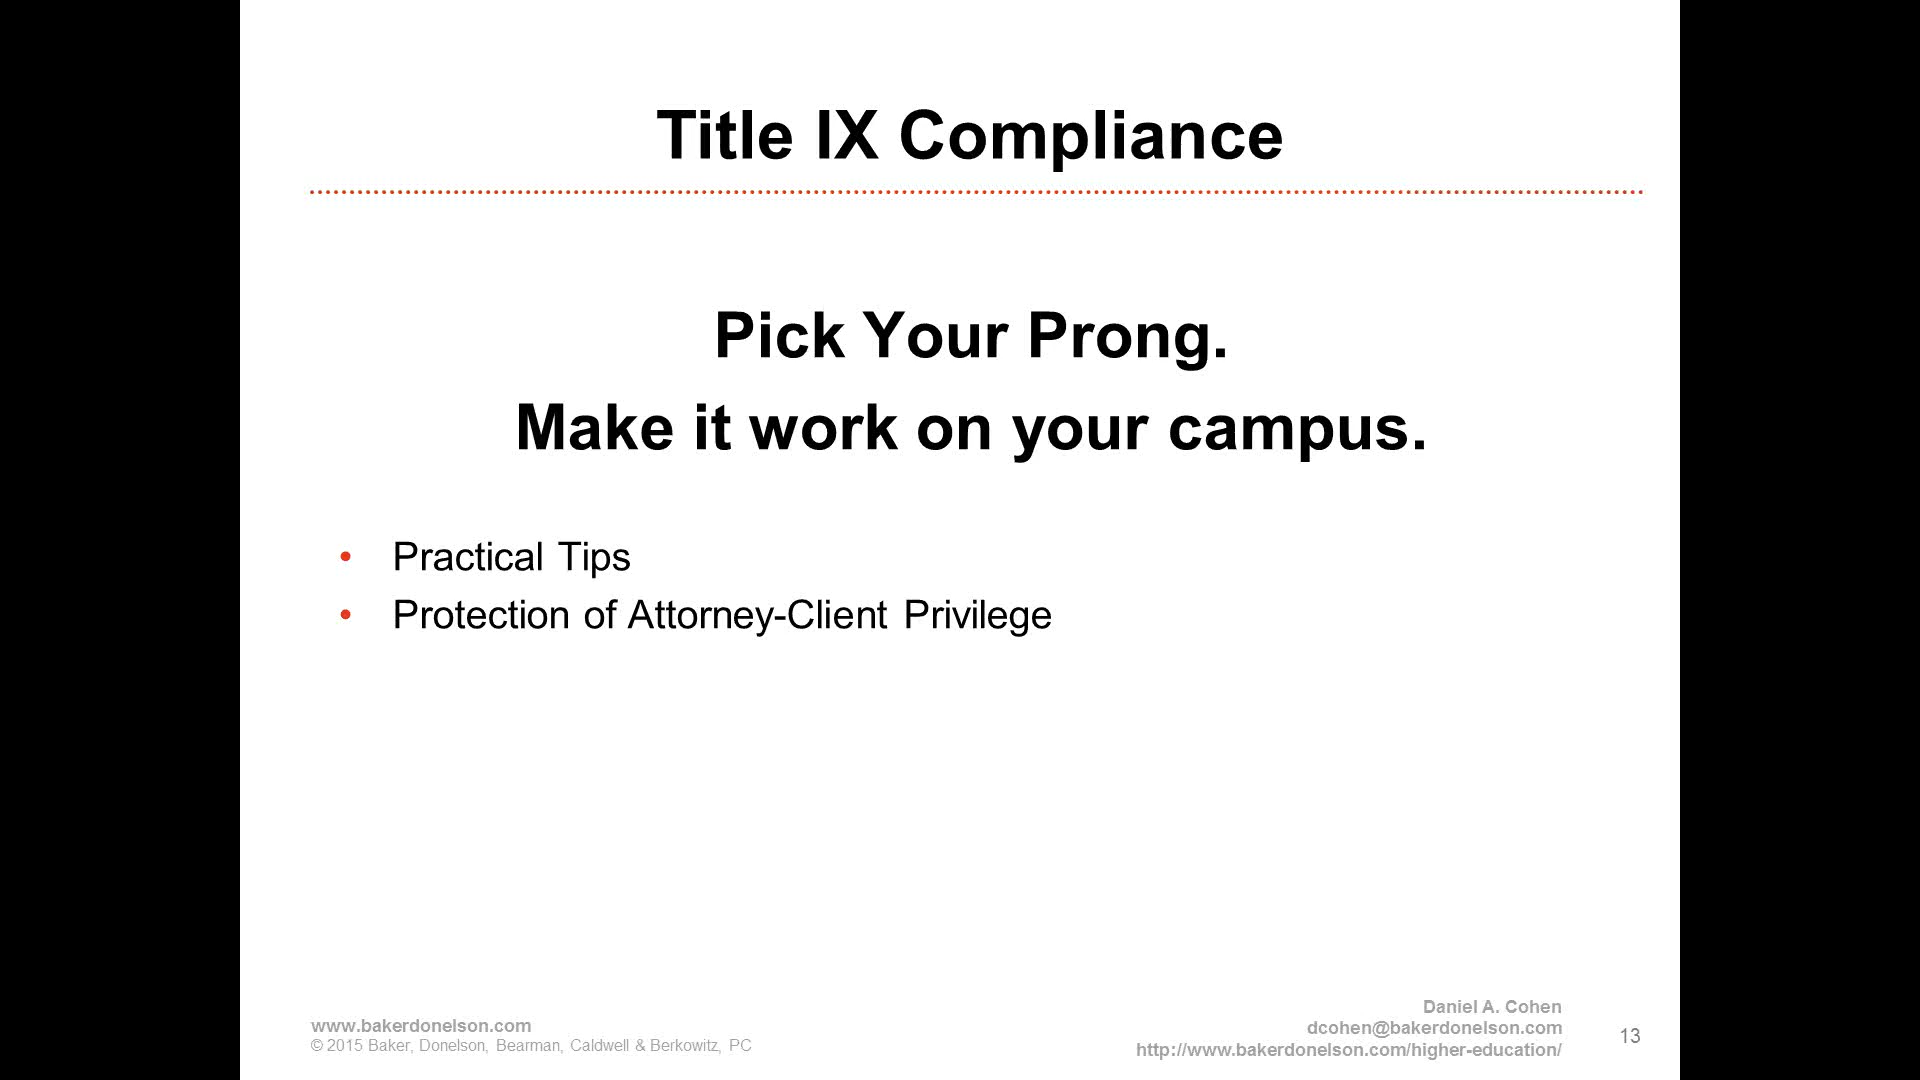 Title IX Compliance
Pick Your Prong.
Make it work on your campus.
• Practical Tips
• Protection of Attorney-Client Privilege
www.bakerdonelson.com
© 2015 Baker, Donelson, Bearman, Caldwell & Berkowitz, PC
Daniel A. Cohen
dcohen@bakerdonelson.com
http://www.bakerdonelson.com/higher-education/
13